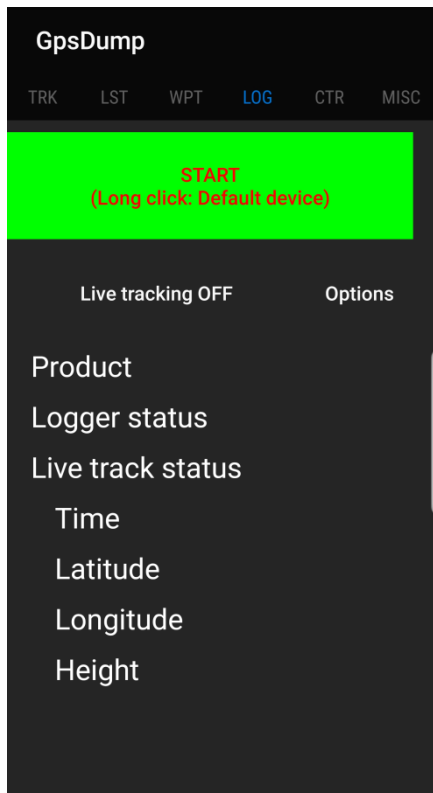 GpsDump
TRK LST WPT LOG CTR MISC
START
(Long click: Default device)
Live tracking OFF Options
Product
Logger status
Live track status
Time
Latitude
Longitude
Height